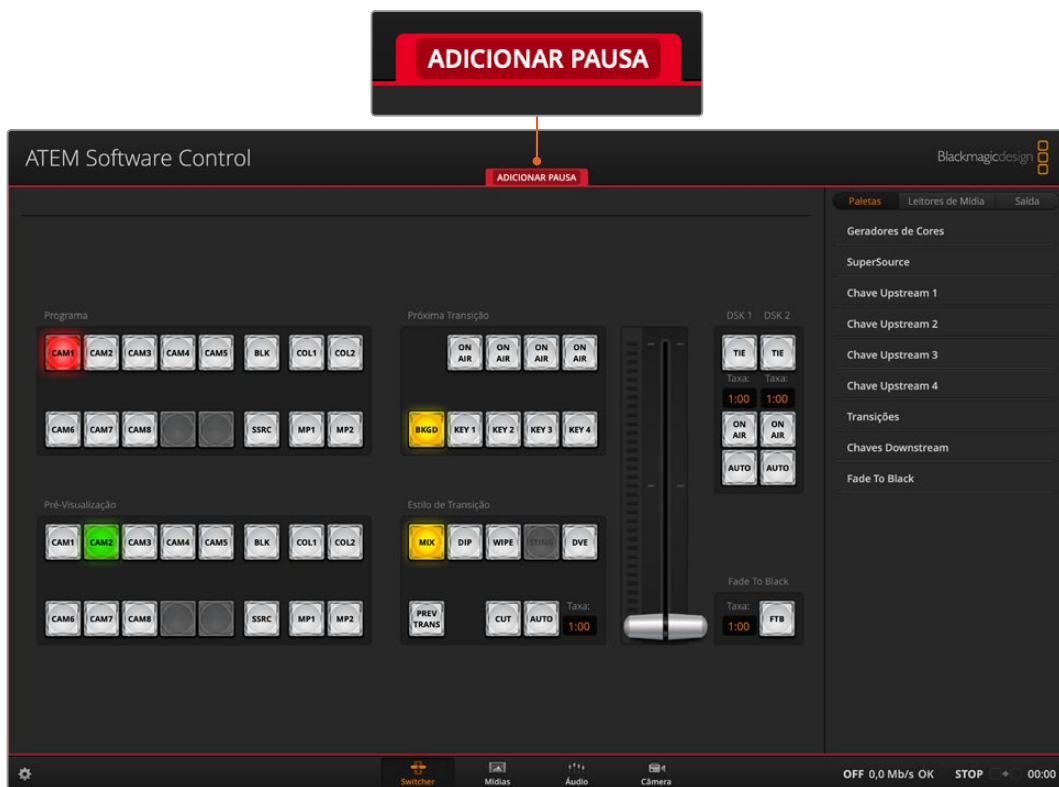 ADICIONAR PAUSA
ATEM Software Control
Blackmagicdesign
ADICIONAR PAUSA
Paletas Leitores de Mídia Saída
Geradores de Cores
SuperSource
Chave Upstream 1
Chave Upstream 2
Chave Upstream 3
Chave Upstream 4
Transições
Chaves Downstream
Fade To Black
Programa
CAM1 CAM2 CAM3 CAM4 CAM5 BLK COL1 COL2
CAM6 CAM7 CAM8 SSRC MP1 MP2
Próxima Transição
ON AIR ON AIR ON AIR ON AIR
BKGD KEY 1 KEY 2 KEY 3 KEY 4
DSK 1 DSK 2
TIE TIE
Taxa: Taxa:
1:00 1:00
ON AIR ON AIR
AUTO AUTO
Pré-Visualização
CAM1 CAM2 CAM3 CAM4 CAM5 BLK COL1 COL2
CAM6 CAM7 CAM8 SSRC MP1 MP2
Estilo de Transição
MIX DIP WIPE STING DVE
PREV TRANS CUT AUTO
Taxa:
1:00
Fade To Black
Taxa:
1:00 FTB
Switcher Mídias Áudio Câmera
OFF 0,0 Mb/s OK STOP 00:00